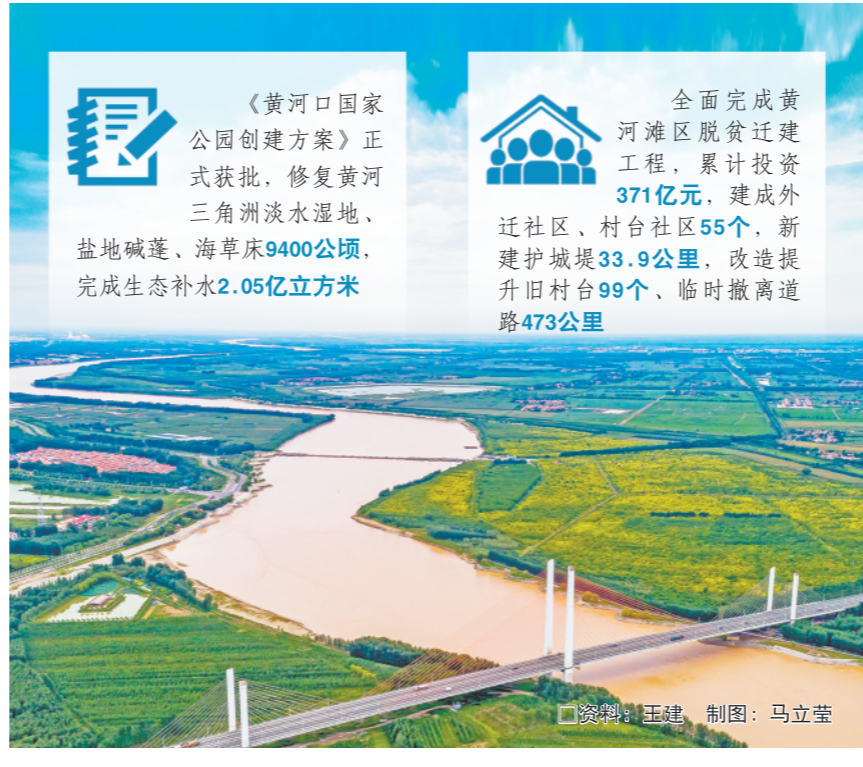 《黄河口国家
公园创建方案》正
式获批，修复黄河
三角洲淡水湿地、
盐地碱蓬、海草床9400公顷，
完成生态补水2.05亿立方米
全面完成黄
河滩区脱贫迁建
工程，累计投资
371亿元，建成外
迁社区、村台社区55个，新
建护城堤33.9公里，改造提
升旧村台99个、临时撤离道
路473公里
□资料：王建 制图：马立莹